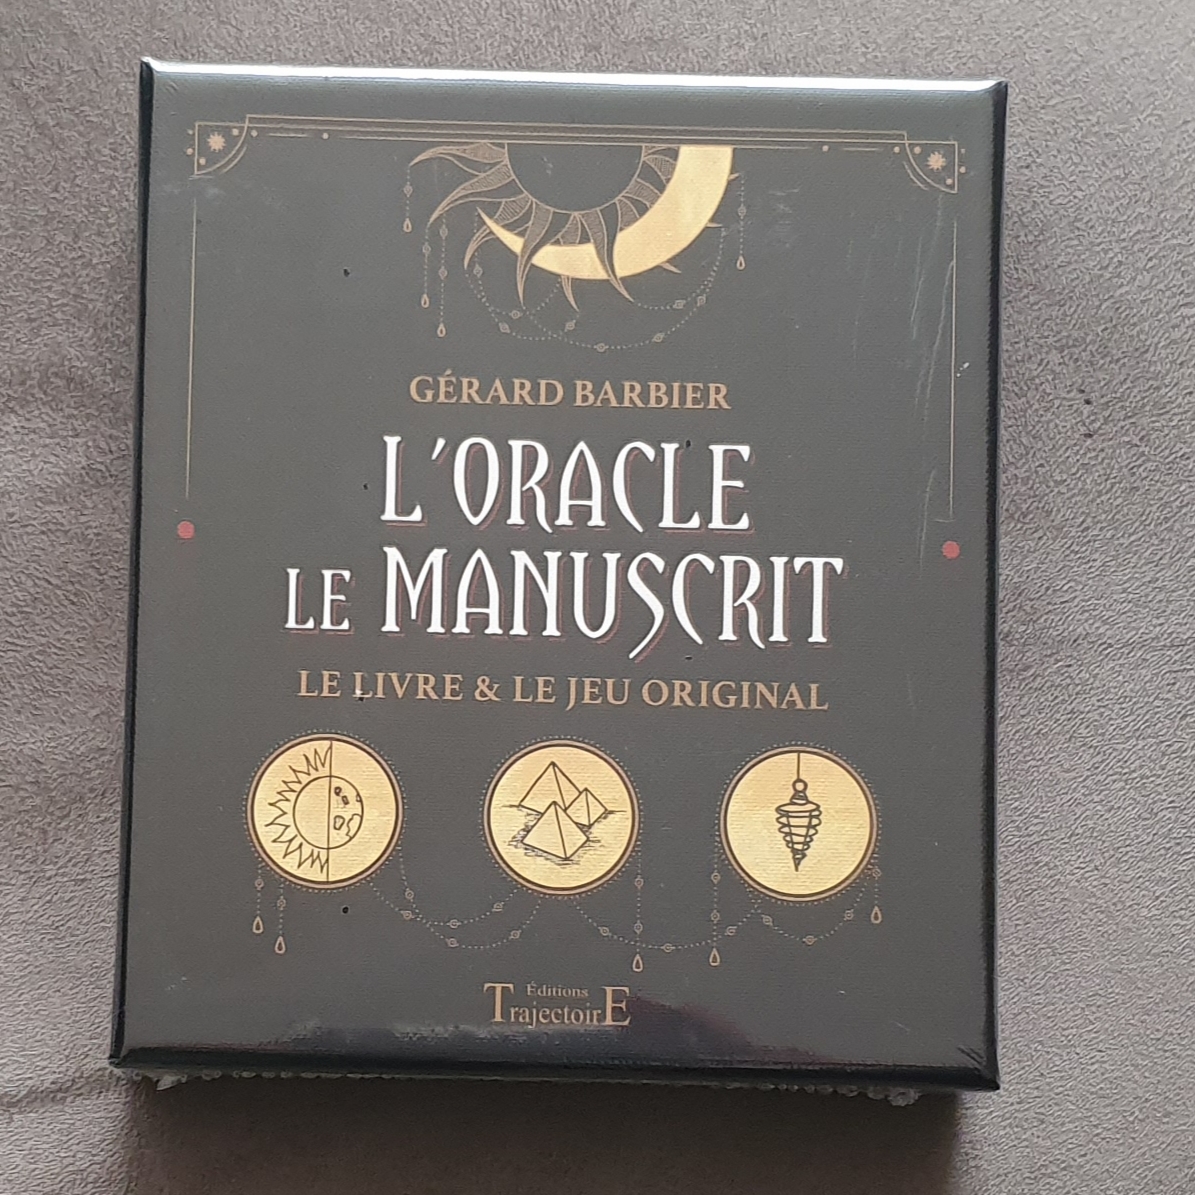 GÉRARD BARBIER
L'ORACLE
LE MANUSCRIT
LE LIVRE & LE JEU ORIGINAL
Éditions
TrajectoirE